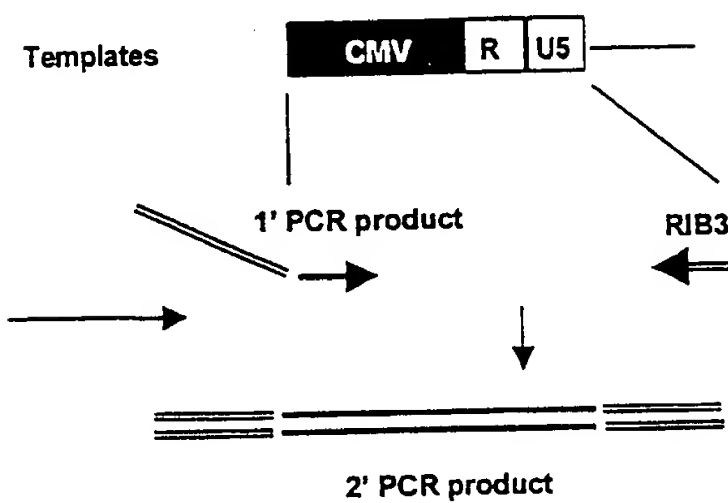 Templates
CMV R U5
1' PCR product
RIB3
2' PCR product